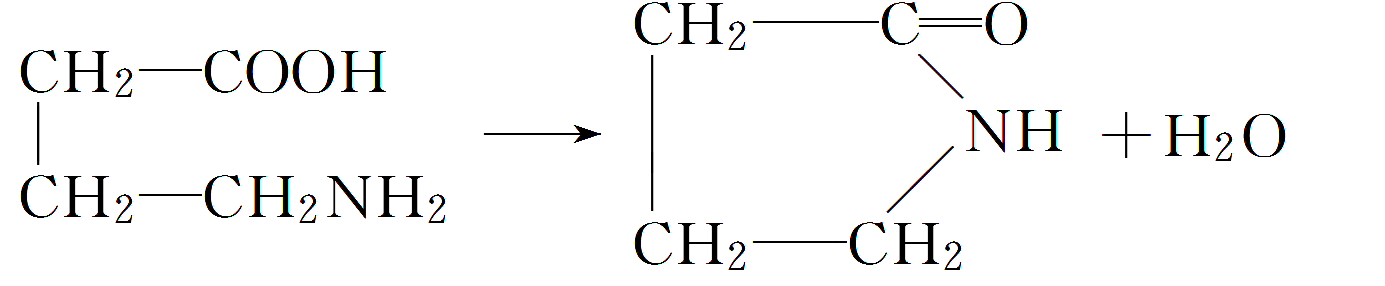 CH₂—COOH
CH₂—CH₂NH₂
CH₂—C=O
NH
CH₂—CH₂
+H₂O